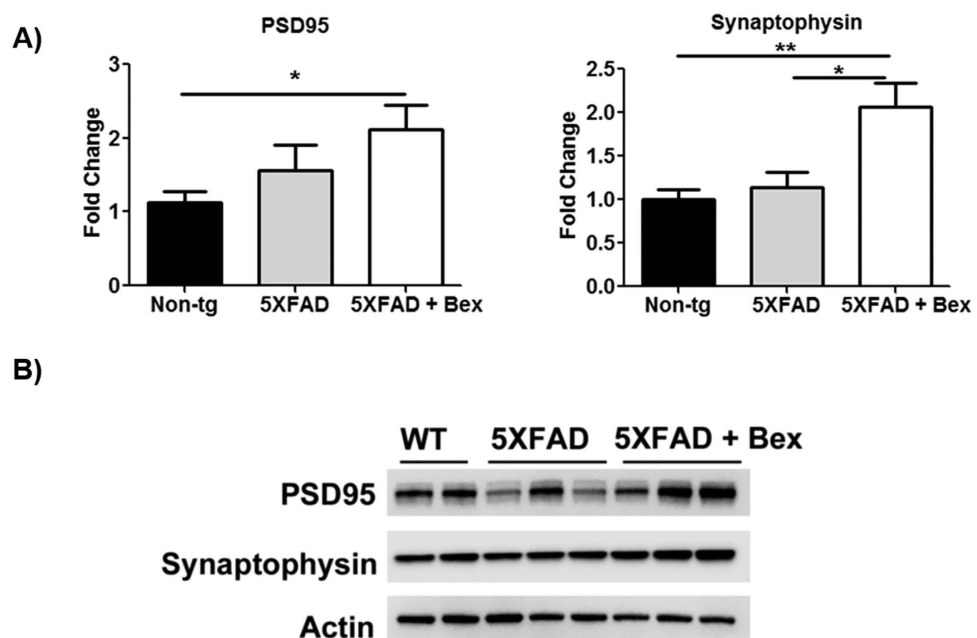 A)
PSD95
Fold Change
3
2
1
0
*
Non-tg 5XFAD 5XFAD + Bex
Synaptophysin
Fold Change
2.5
2.0
1.5
1.0
0.5
0.0
**
*
Non-tg 5XFAD 5XFAD + Bex
B)
WT 5XFAD 5XFAD + Bex
PSD95
Synaptophysin
Actin